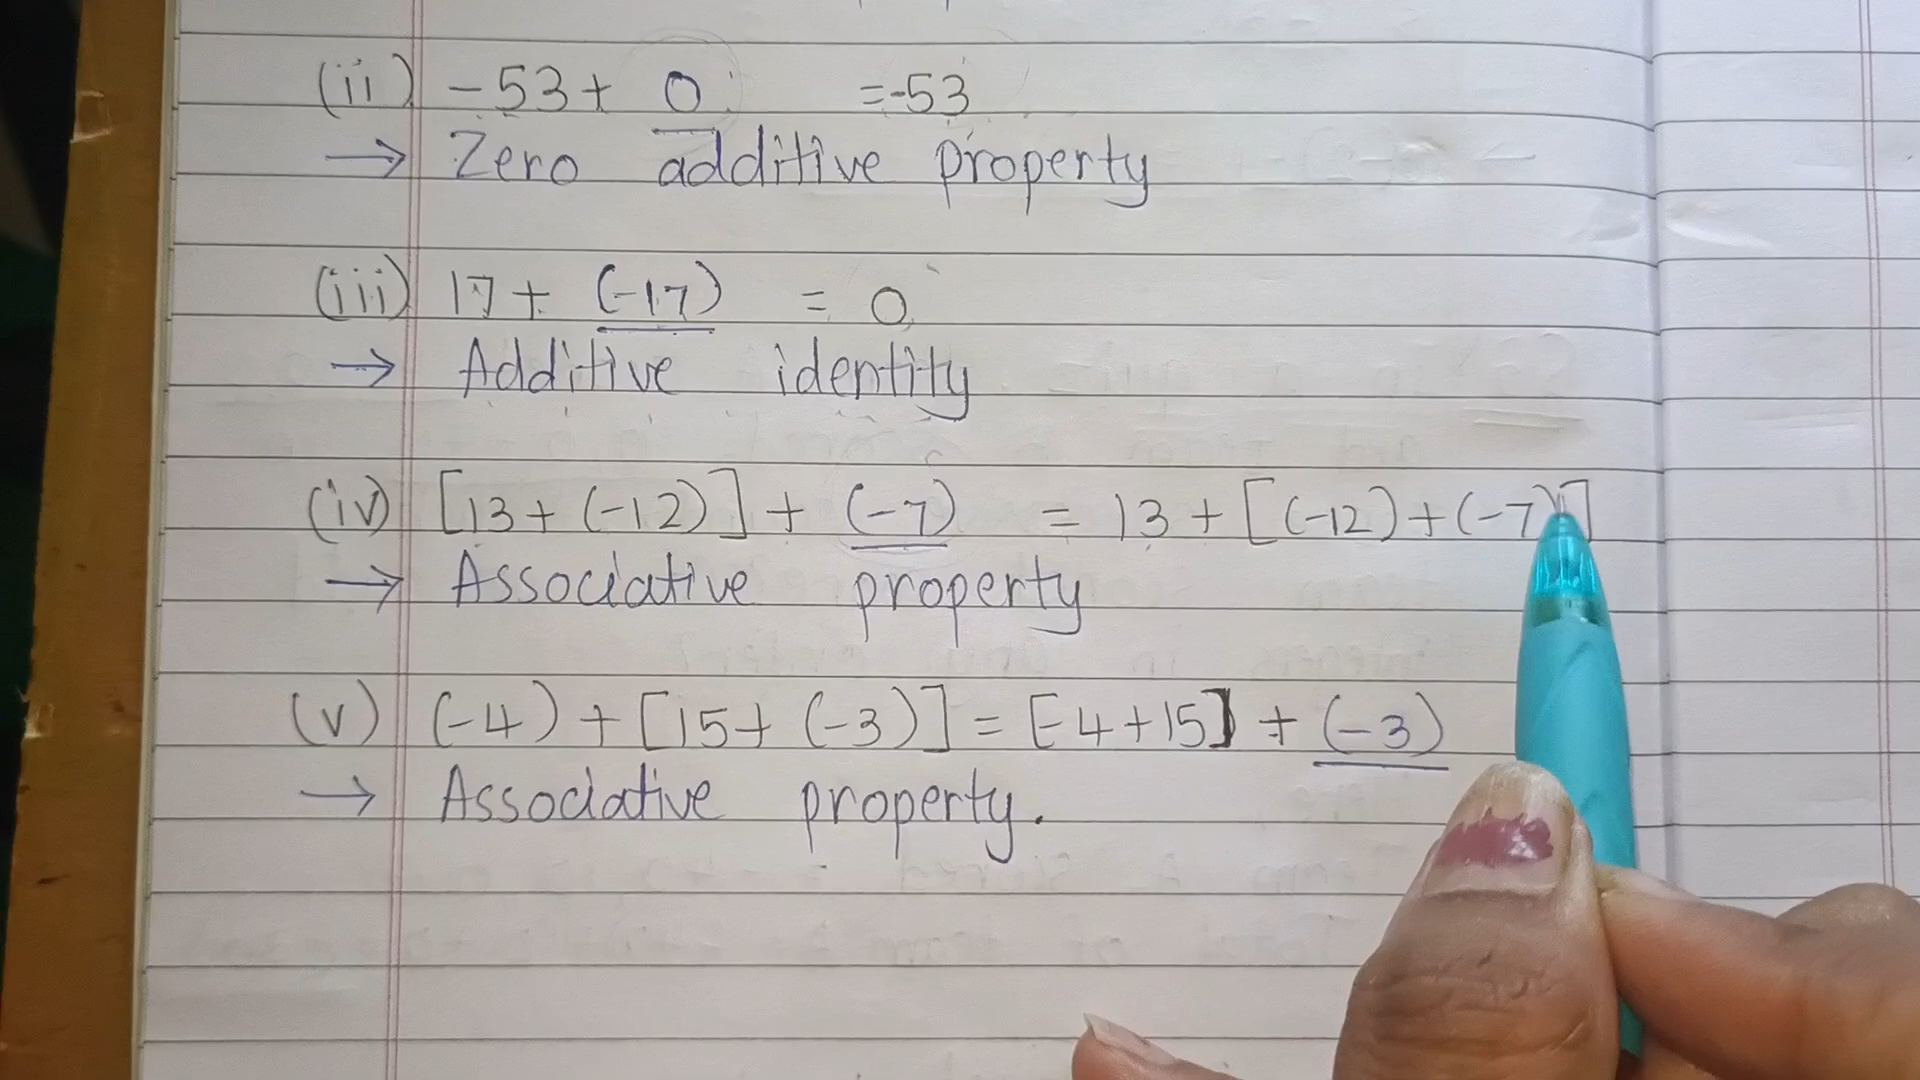 (ii) -53+ 0 =-53
→ Zero additive property
(iii) 17+ (-17) = 0
→ Additive identity
(iv) [13+(-12)]+(-7) = 13+[(-12)+(-7)]
→ Associative property
(v) (-4)+[15+(-3)]=[-4+15]+(-3)
→ Associative property.